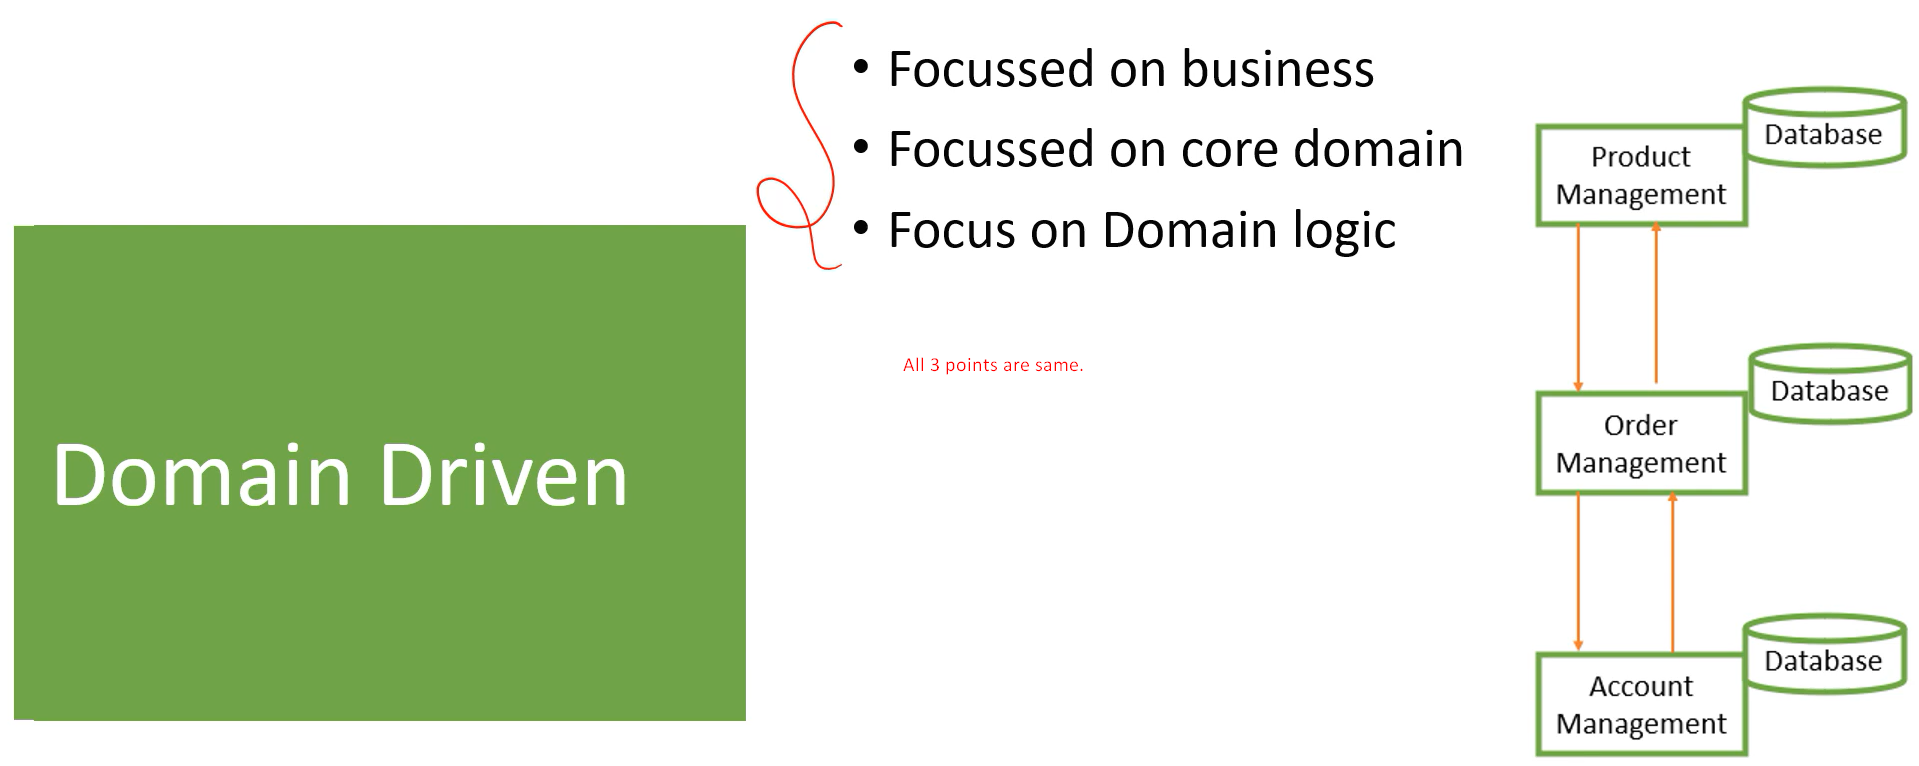 Domain Driven
• Focussed on business
• Focussed on core domain
• Focus on Domain logic
All 3 points are same.
Product
Management
Database
Order
Management
Database
Account
Management
Database